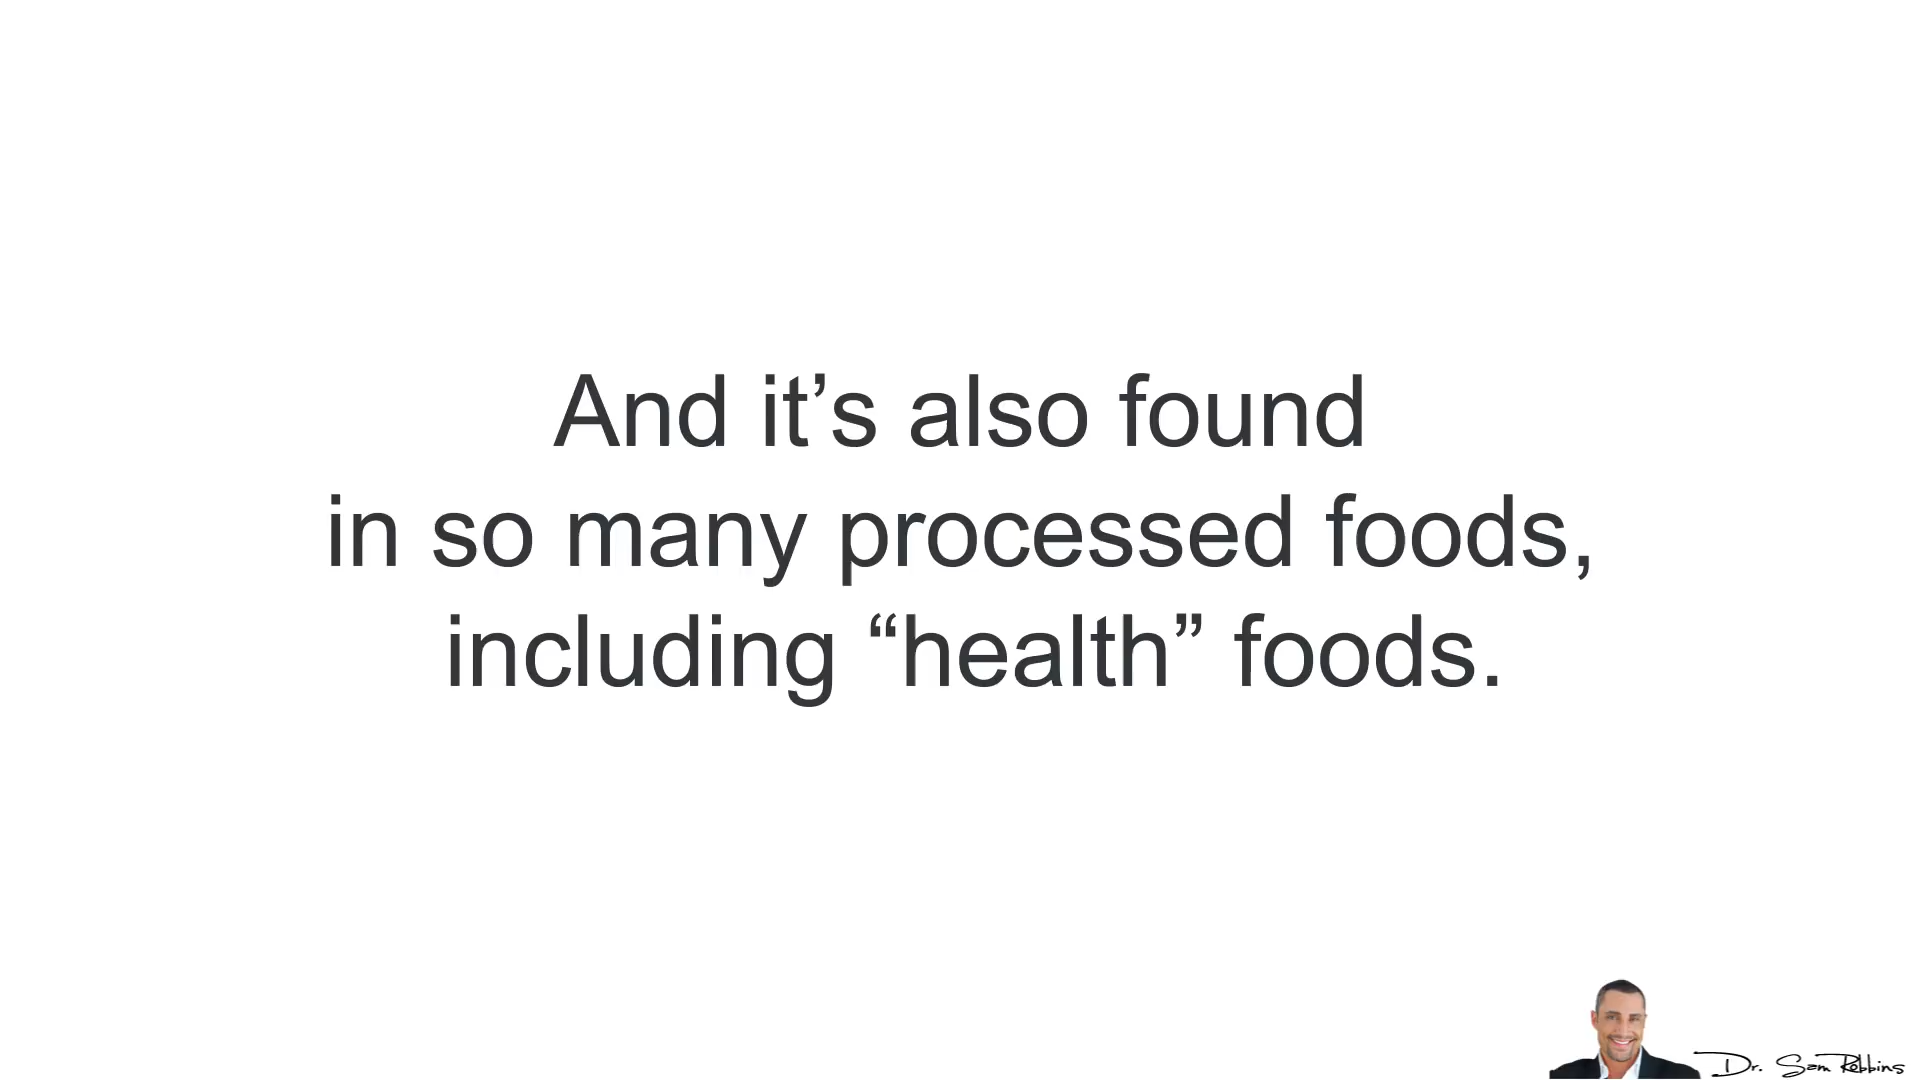 And it’s also found
in so many processed foods,
including “health” foods.
Dr. Sam Robbins